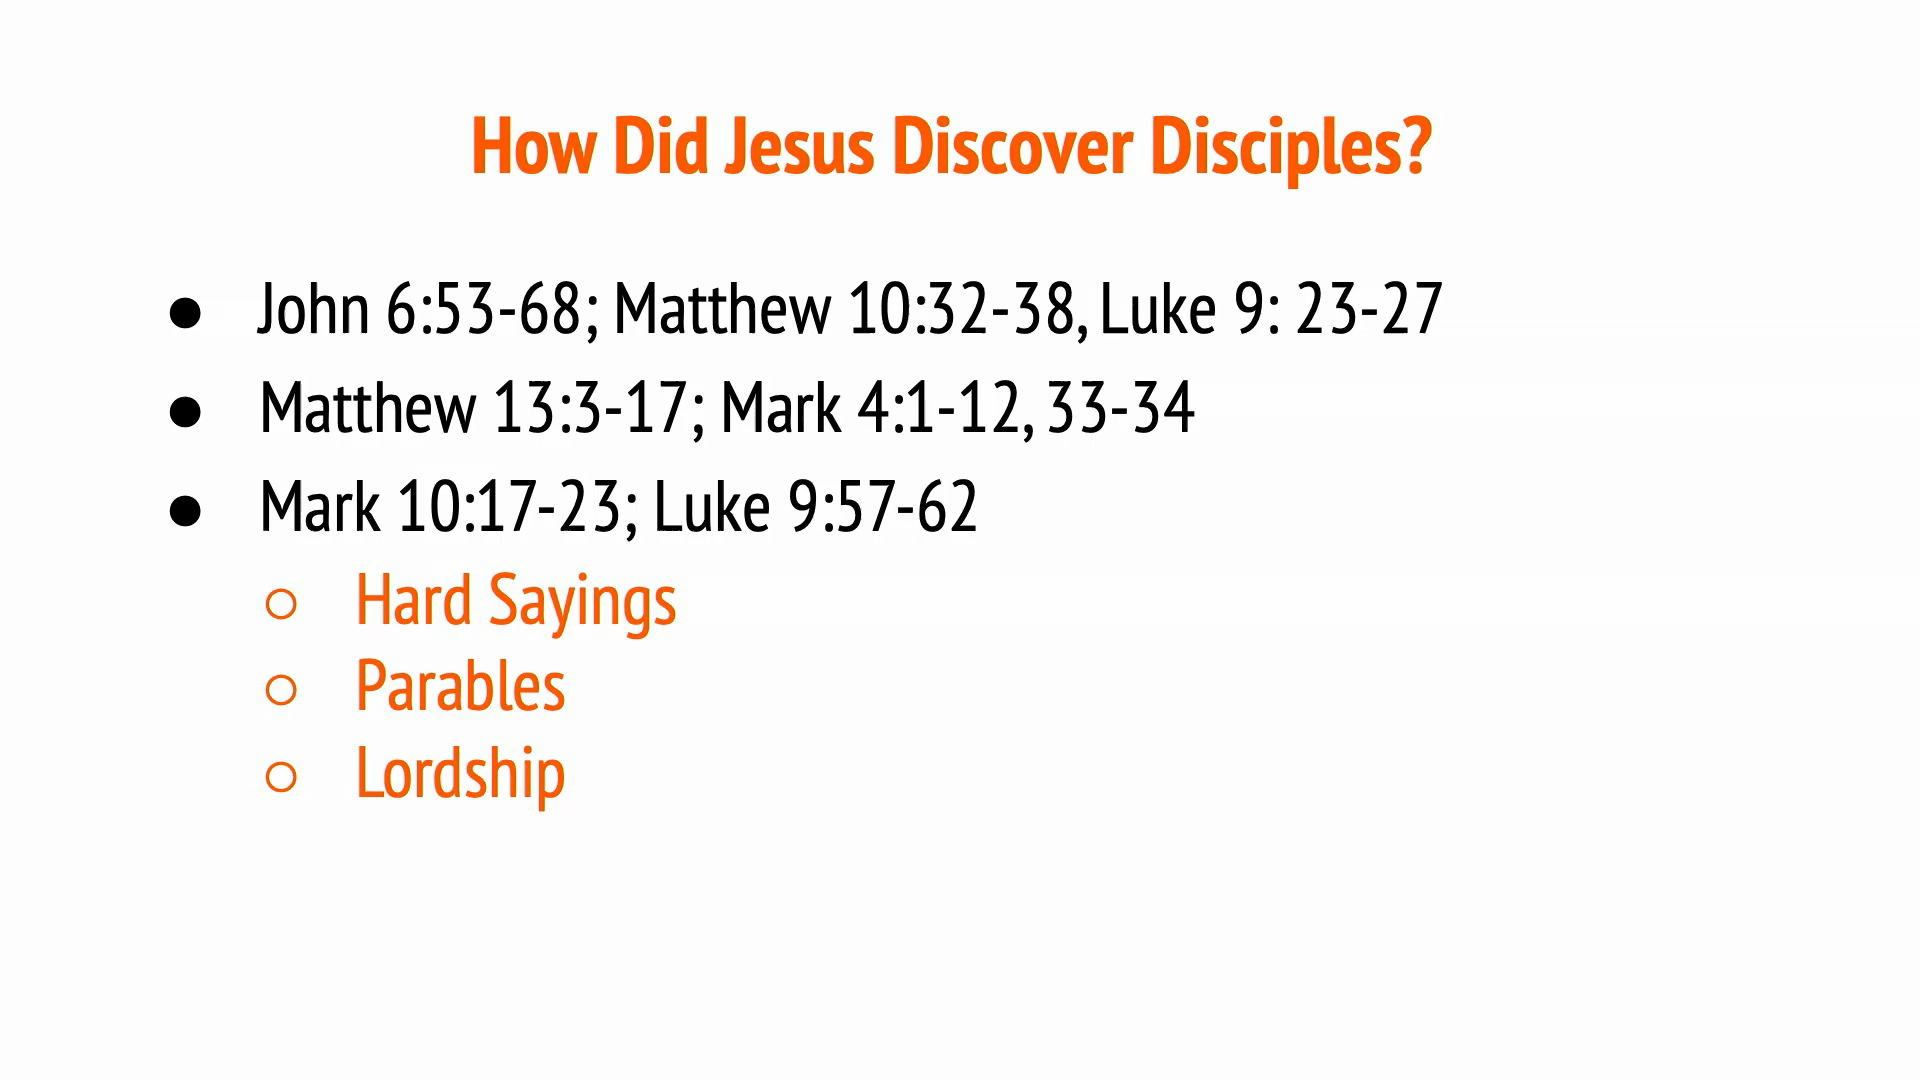 How Did Jesus Discover Disciples?
● John 6:53-68; Matthew 10:32-38, Luke 9: 23-27
● Matthew 13:3-17; Mark 4:1-12, 33-34
● Mark 10:17-23; Luke 9:57-62
○ Hard Sayings
○ Parables
○ Lordship